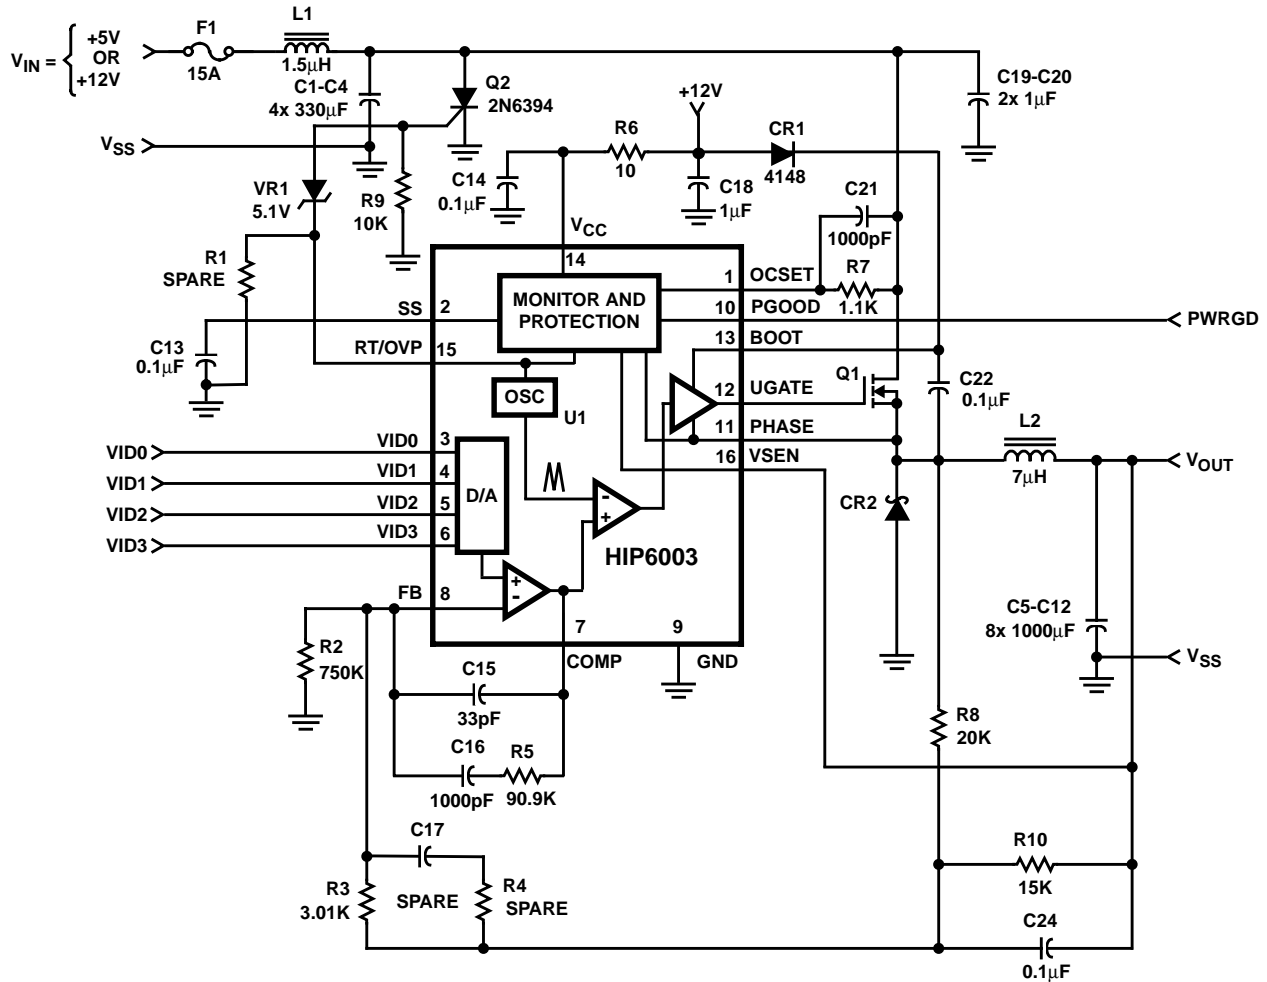 V_IN =
+5V
OR
+12V
F1
15A
L1
1.5μH
C1-C4
4x 330μF
Q2
2N6394
V_SS
+12V
C19-C20
2x 1μF
R6
10
CR1
4148
C14
0.1μF
C18
1μF
C21
1000pF
VR1
5.1V
R9
10K
R1
SPARE
V_CC
14
MONITOR AND
PROTECTION
1
OCSET
R7
1.1K
SS
2
10
PGOOD
PWRGD
C13
0.1μF
RT/OVP
15
13
BOOT
OSC
U1
12
UGATE
Q1
C22
0.1μF
11
PHASE
16
VSEN
L2
7μH
V_OUT
VID0
VID0
3
VID1
VID1
4
VID2
VID2
5
VID3
VID3
6
D/A
-
+
HIP6003
CR2
+
-
FB
8
7
COMP
9
GND
C5-C12
8x 1000μF
V_SS
R2
750K
C15
33pF
C16
1000pF
R5
90.9K
R8
20K
C17
R3
3.01K
SPARE
R4
SPARE
R10
15K
C24
0.1μF